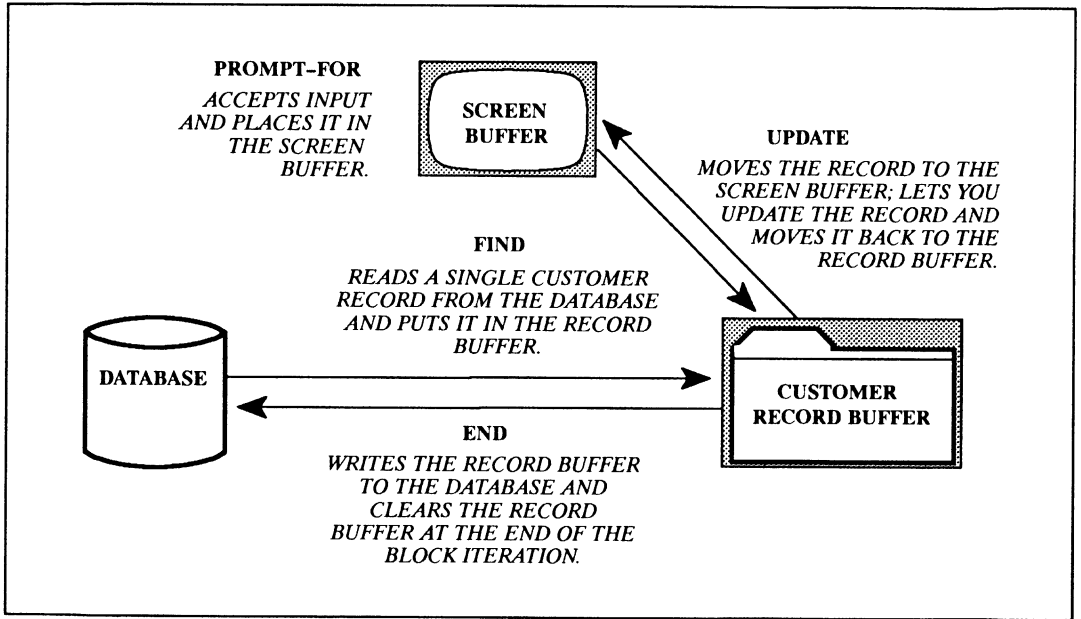 PROMPT-FOR
ACCEPTS INPUT
AND PLACES IT IN
THE SCREEN
BUFFER.
SCREEN
BUFFER
UPDATE
MOVES THE RECORD TO THE
SCREEN BUFFER; LETS YOU
UPDATE THE RECORD AND
MOVES IT BACK TO THE
RECORD BUFFER.
FIND
READS A SINGLE CUSTOMER
RECORD FROM THE DATABASE
AND PUTS IT IN THE RECORD
BUFFER.
DATABASE
CUSTOMER
RECORD BUFFER
END
WRITES THE RECORD BUFFER
TO THE DATABASE AND
CLEARS THE RECORD
BUFFER AT THE END OF THE
BLOCK ITERATION.